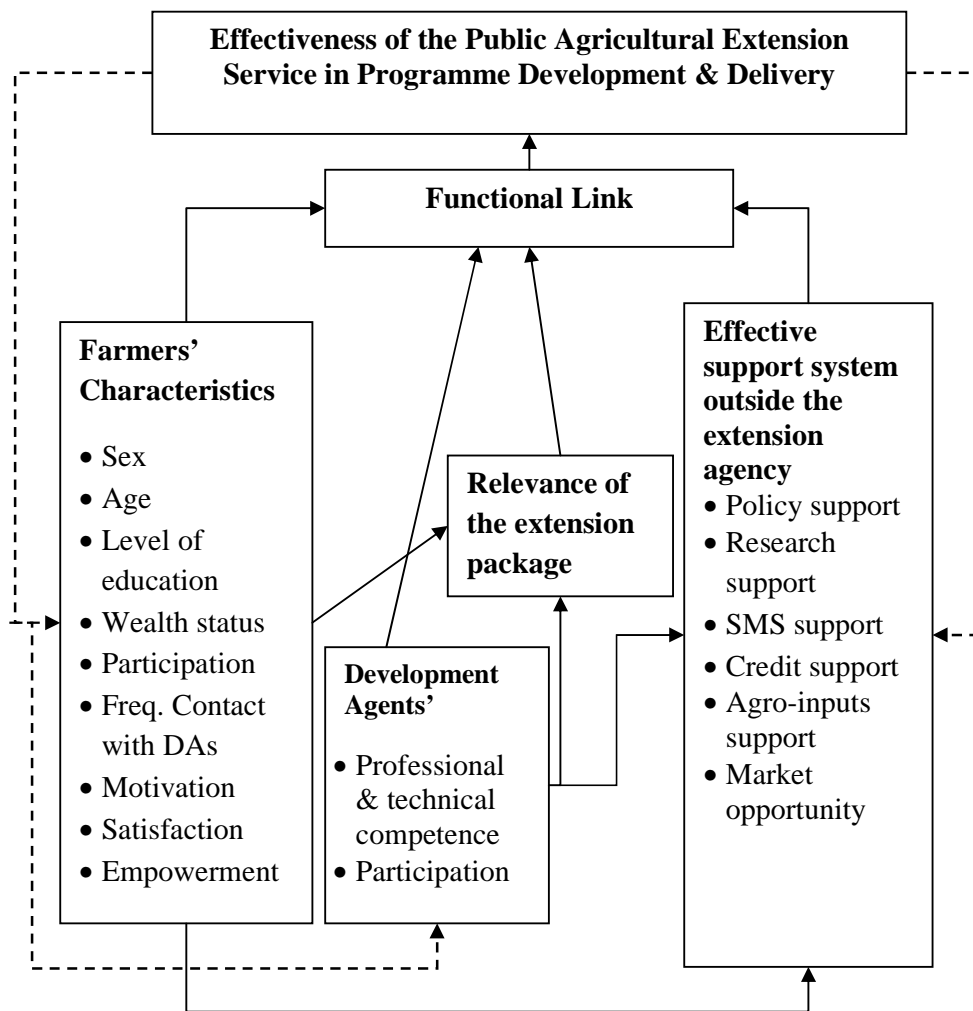 Effectiveness of the Public Agricultural Extension
Service in Programme Development & Delivery
Functional Link
Farmers’
Characteristics
• Sex
• Age
• Level of
education
• Wealth status
• Participation
• Freq. Contact
with DAs
• Motivation
• Satisfaction
• Empowerment
Development
Agents’
• Professional
& technical
competence
• Participation
Relevance of
the extension
package
Effective
support system
outside the
extension
agency
• Policy support
• Research
support
• SMS support
• Credit support
• Agro-inputs
support
• Market
opportunity